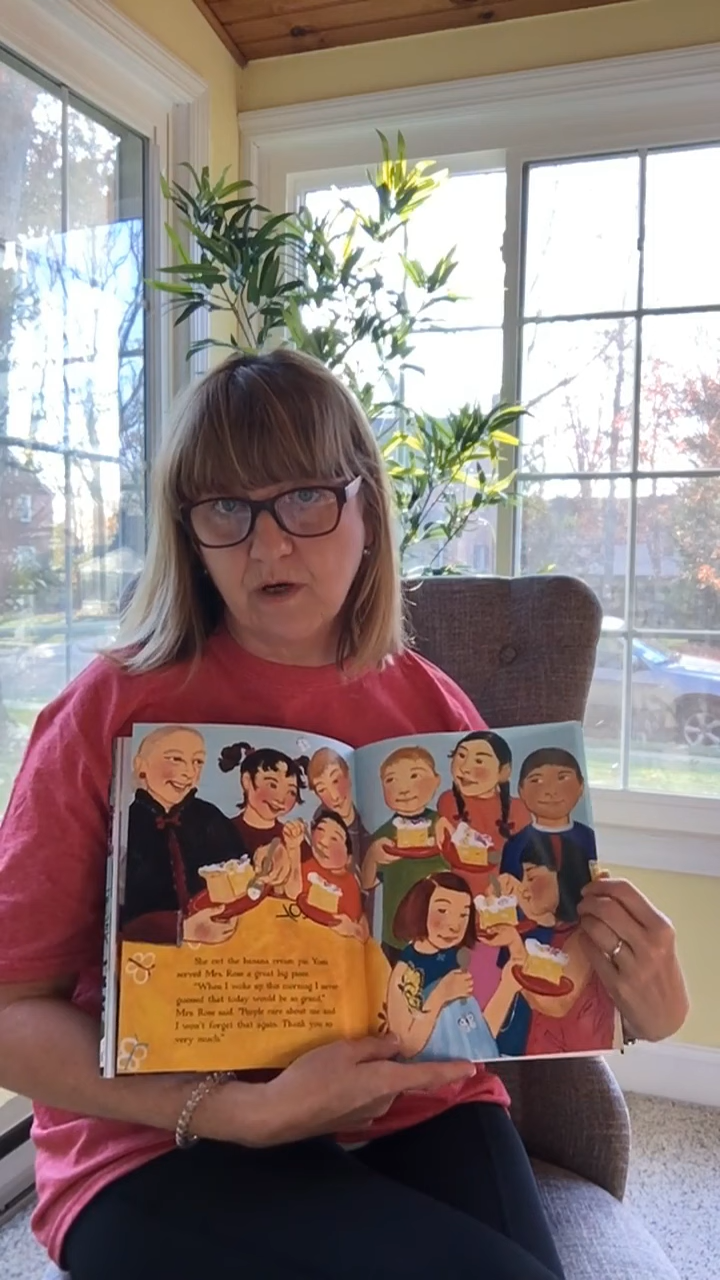 She cut the banana cream pie. Yoon
served Mrs. Rose a great big piece.
"When I woke up this morning I never
guessed that today would be so grand,"
Mrs. Rose said. "People care about me and
I won't forget that again. Thank you so
very much."